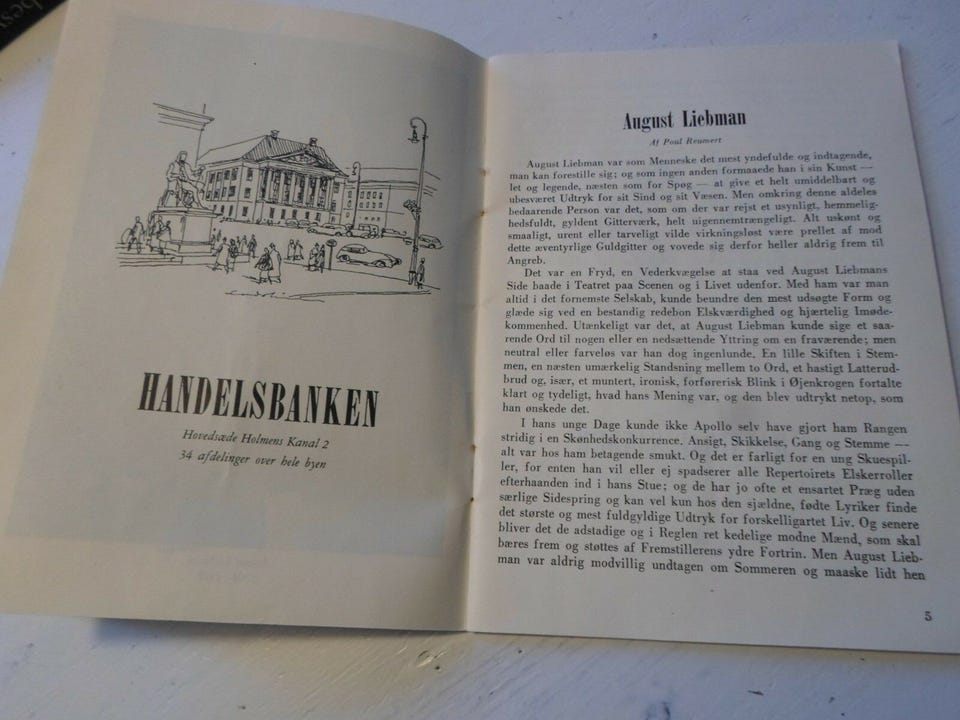 HANDELSBANKEN
Hovedsæde Holmens Kanal 2
34 afdelinger over hele byen
August Liebman
Af Poul Reumert
August Liebman var som Menneske det mest yndefulde og indtagende,
man kan forestille sig; og som ingen anden formaaede han i sin Kunst —
let og legende, næsten som for Spøg — at give et helt umiddelbart og
ubesværet Udtryk for sit Sind og sit Væsen. Men omkring denne aldeles
bedaarende Person var det, som om der var rejst et usynligt, hemmelig-
hedsfuldt, gyldent Gitterværk, helt uigennemtrængeligt. Alt uskønt og
smaaligt, urent eller tarveligt vilde virkningsløst være prellet af mod
dette æventyrlige Guldgitter og vovede sig derfor heller aldrig frem til
Angreb.
Det var en Fryd, en Vederkvægelse at staa ved August Liebmans
Side baade i Teatret paa Scenen og i Livet udenfor. Med ham var man
altid i det fornemste Selskab, kunde beundre den mest udsøgte Form og
glæde sig ved en bestandig redebon Elskværdighed og hjærtelig Imøde-
kommenhed. Utænkeligt var det, at August Liebman kunde sige et saa-
rende Ord til nogen eller en nedsættende Yttring om en fraværende; men
neutral eller farveløs var han dog ingenlunde. En lille Skiften i Stem-
men, en næsten umærkelig Standsning mellem to Ord, et hastigt Latterud-
brud og, især, et muntert, ironisk, forførerisk Blink i Øjenkrogen fortalte
klart og tydeligt, hvad hans Mening var, og den blev udtrykt netop, som
han ønskede det.
I hans unge Dage kunde ikke Apollo selv have gjort ham Rangen
stridig i en Skønhedskonkurrence. Ansigt, Skikkelse, Gang og Stemme —
alt var hos ham betagende smukt. Og det er farligt for en ung Skuespil-
ler, for enten han vil eller ej spadserer alle Repertoirets Elskerroller
efterhaanden ind i hans Stue; og de har jo ofte et ensartet Præg uden
særlige Sidespring og kan vel kun hos den sjældne, fødte Lyriker finde
det største og mest fuldgyldige Udtryk for forskelligartet Liv. Og senere
bliver det de adstadige og i Reglen ret kedelige modne Mænd, som skal
bæres frem og støttes af Fremstillerens ydre Fortrin. Men August Lieb-
man var aldrig modvillig undtagen om Sommeren og maaske lidt hen
5